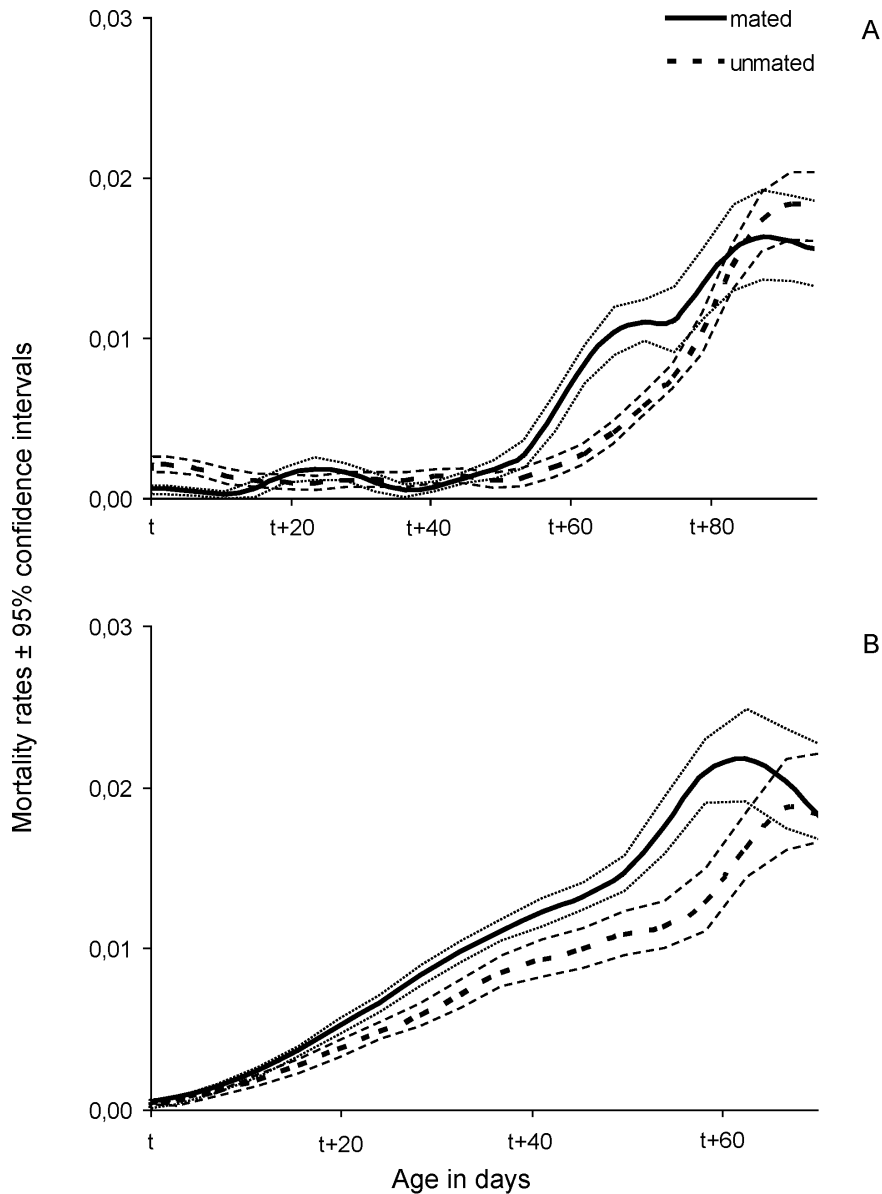 0,03
mated
A
unmated
0,02
0,01
0,00
t t+20 t+40 t+60 t+80
Mortality rates ± 95% confidence intervals
0,03
B
0,02
0,01
0,00
t t+20 t+40 t+60
Age in days